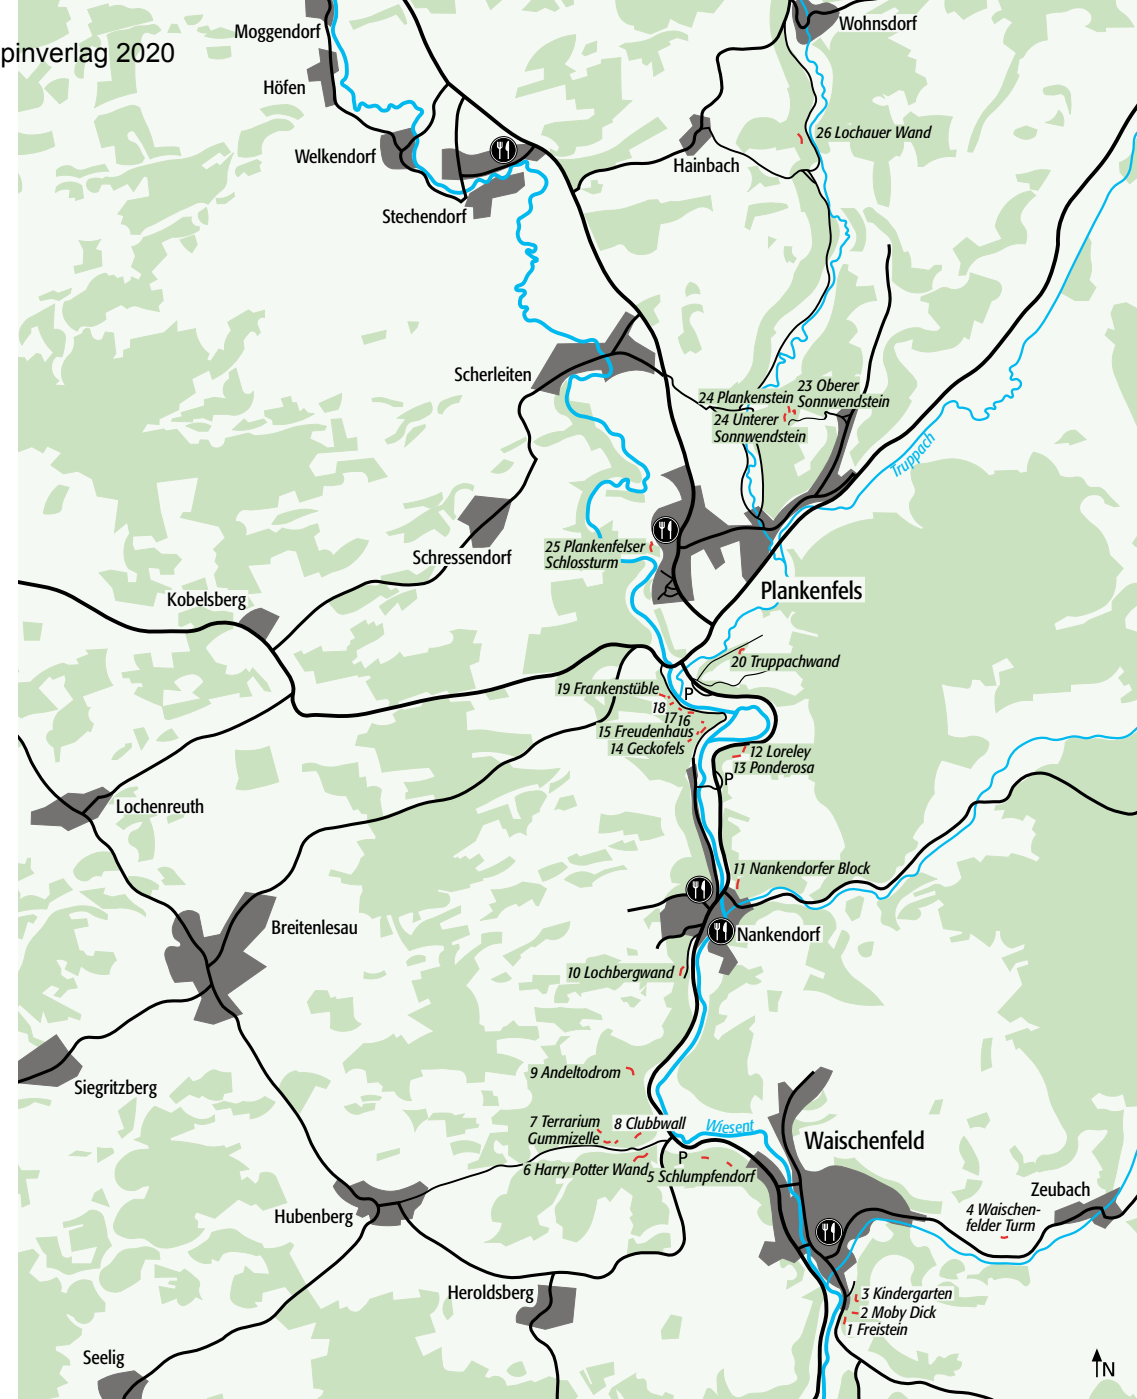 Moggendorf
Wohnsdorf
pinverlag 2020
Höfen
26 Lochauer Wand
Welkendorf
Hainbach
Stechendorf
Scherleiten
23 Oberer
Sonnwendstein
24 Plankenstein
24 Unterer
Sonnwendstein
Truppach
25 Plankenfelser
Schlossturm
Schressendorf
Plankenfels
Kobelsberg
20 Truppachwand
19 Frankenstüble
P
18
17
16
15 Freudenhaus
14 Geckofels
12 Loreley
13 Ponderosa
P
Lochenreuth
11 Nankendorfer Block
Breitenlesau
Nankendorf
10 Lochbergwand
9 Andeltodrom
Siegritzberg
7 Terrarium
Gummizelle
8 Clubbwall
Wiesent
Waischenfeld
P
6 Harry Potter Wand
5 Schlumpfendorf
Zeubach
4 Waischen-
felder Turm
Hubenberg
Heroldsberg
3 Kindergarten
2 Moby Dick
1 Freistein
Seelig
N